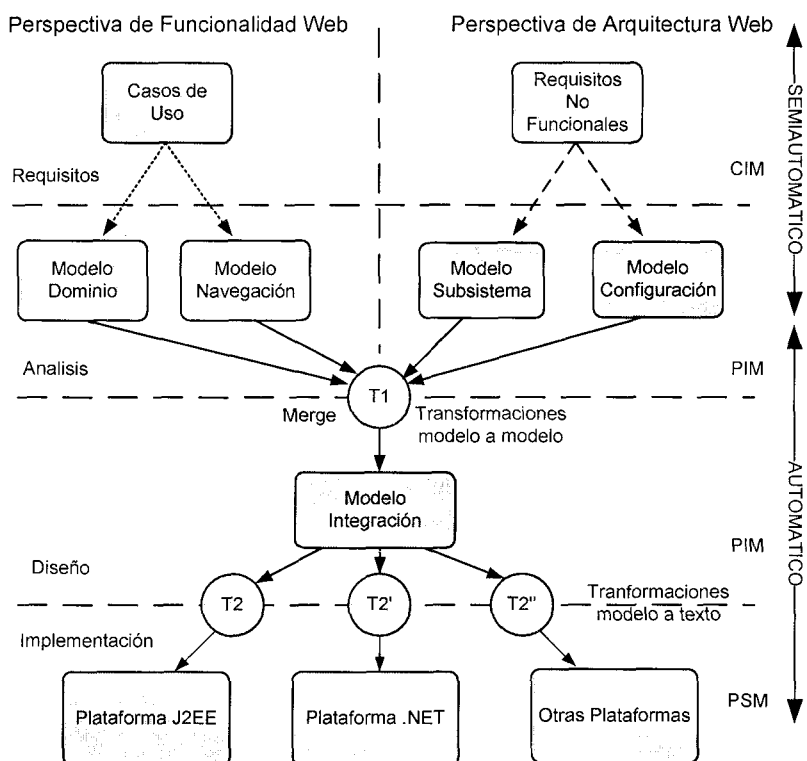 Perspectiva de Funcionalidad Web
Perspectiva de Arquitectura Web
Casos de
Uso
Requisitos
No
Funcionales
Requisitos
CIM
SEMIAUTOMATICO
Modelo
Dominio
Modelo
Navegación
Modelo
Subsistema
Modelo
Configuración
Analisis
PIM
T1
Merge
Transformaciones
modelo a modelo
Modelo
Integración
AUTOMATICO
Diseño
PIM
T2
T2'
T2"
Tranformaciones
modelo a texto
Implementación
Plataforma J2EE
Plataforma .NET
Otras Plataformas
PSM